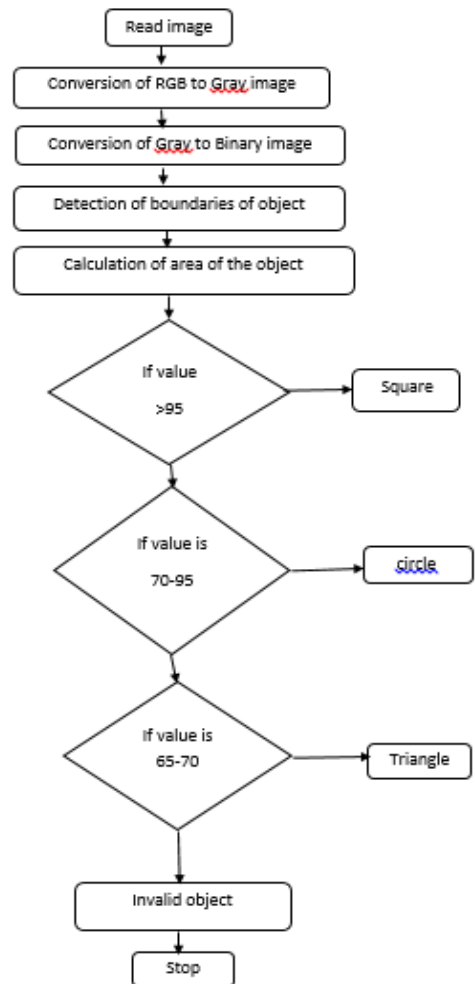 Read image
Conversion of RGB to Gray image
Conversion of Gray to Binary image
Detection of boundaries of object
Calculation of area of the object
If value
>95
Square
If value is
70-95
circle
If value is
65-70
Triangle
Invalid object
Stop